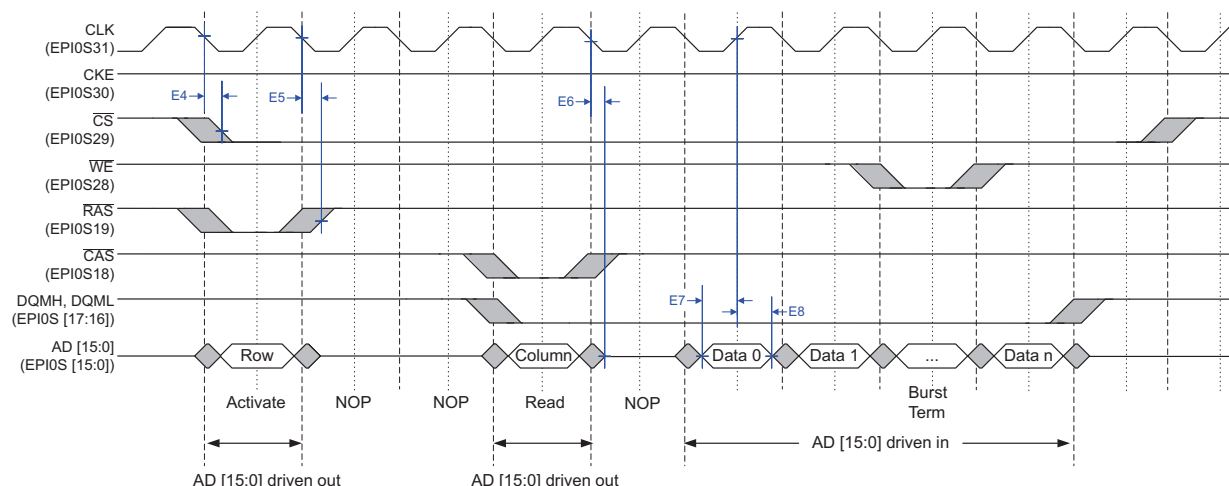 CLK
(EPI0S31)
CKE
(EPI0S30)
E4
E5
E6
CS
(EPI0S29)
WE
(EPI0S28)
RAS
(EPI0S19)
CAS
(EPI0S18)
DQMH, DQML
(EPI0S [17:16])
E7
E8
AD [15:0]
(EPI0S [15:0])
Row
Column
Data 0
Data 1
...
Data n
Activate
NOP
NOP
Read
NOP
Burst
Term
AD [15:0] driven in
AD [15:0] driven out
AD [15:0] driven out